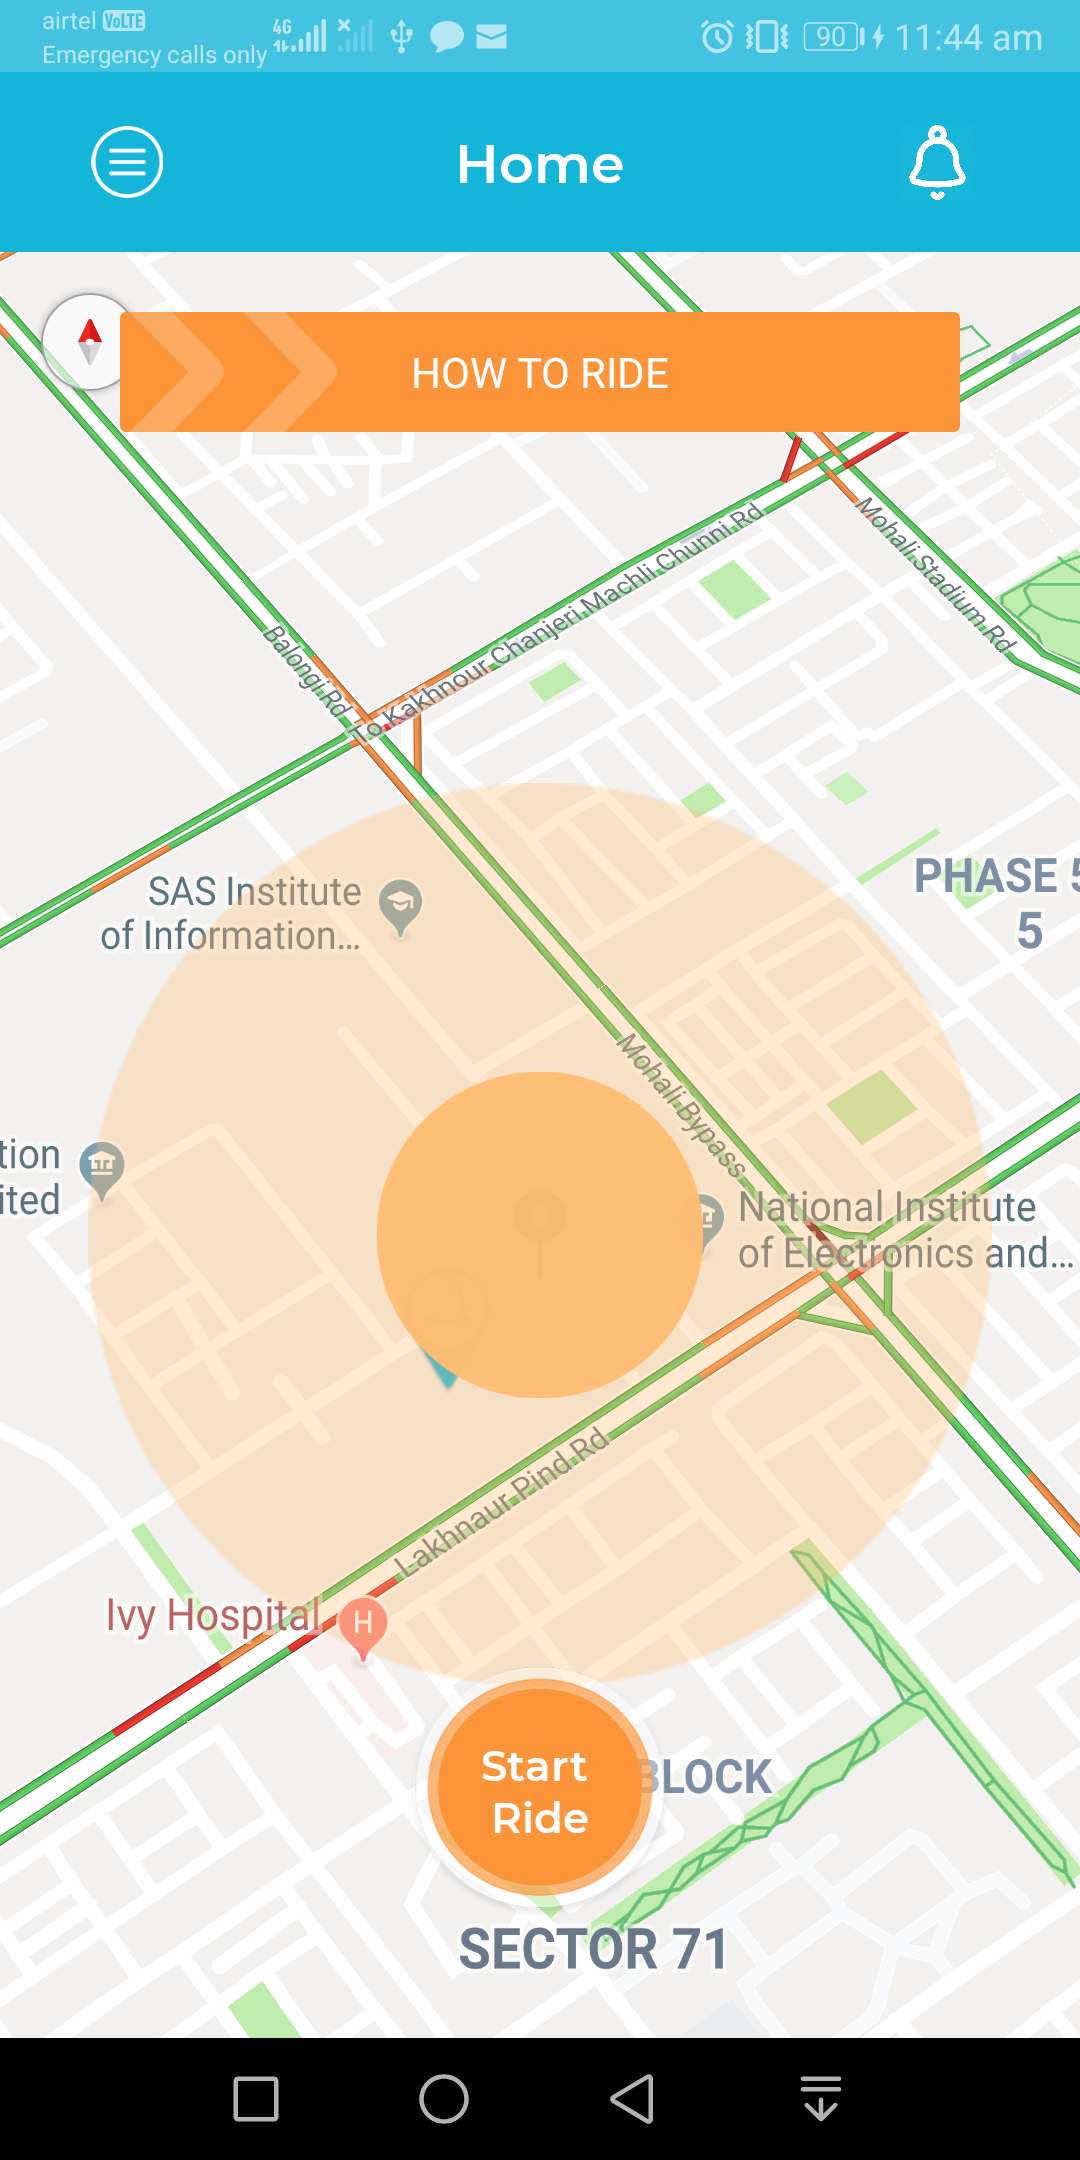 airtel VoLTE
Emergency calls only
4G
90
11:44 am
Home
HOW TO RIDE
Mohali Stadium Rd
To Kakhnour Chanjeri Machli Chunni Rd
Balongi Rd
PHASE 5
5
SAS Institute
of Information...
Mohali Bypass
tion
ited
National Institute
of Electronics and...
Lakhnaur Pind Rd
Ivy Hospital
H
Start
Ride
BLOCK
SECTOR 71